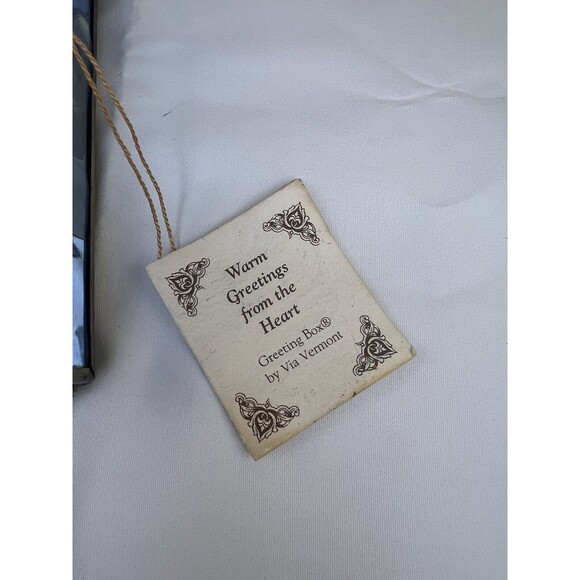 Warm
Greetings
from the
Heart
Greeting Box®
by Via Vermont